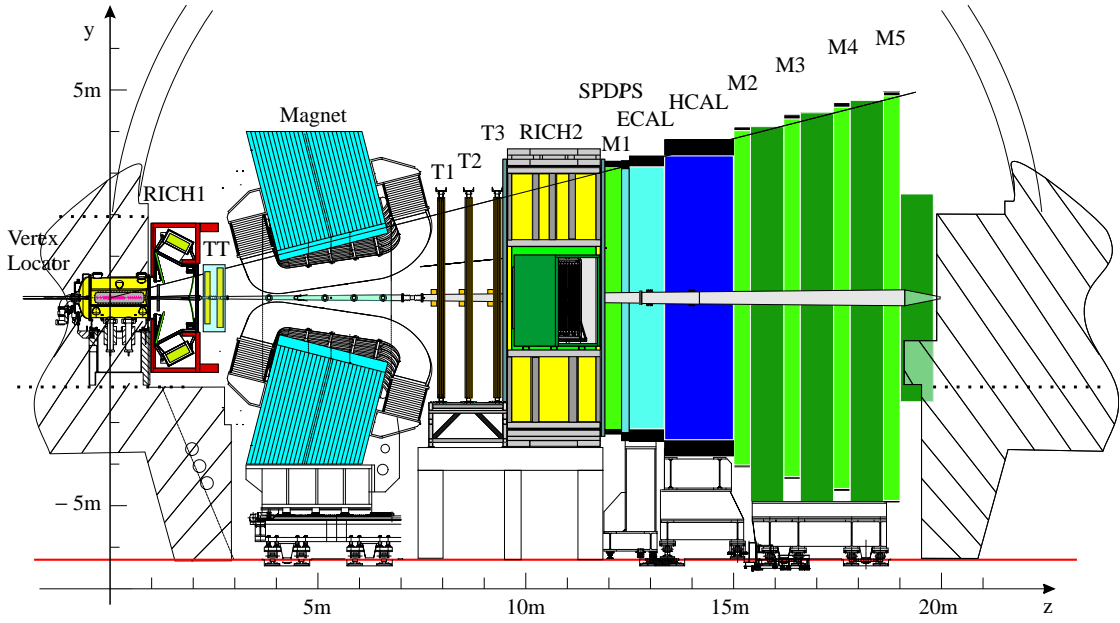 y
M5
M4
M3
M2
5m
SPDPS
HCAL
ECAL
Magnet
T3
RICH2
M1
T2
T1
RICH1
Vertex
Locator
TT
− 5m
5m
10m
15m
20m
z